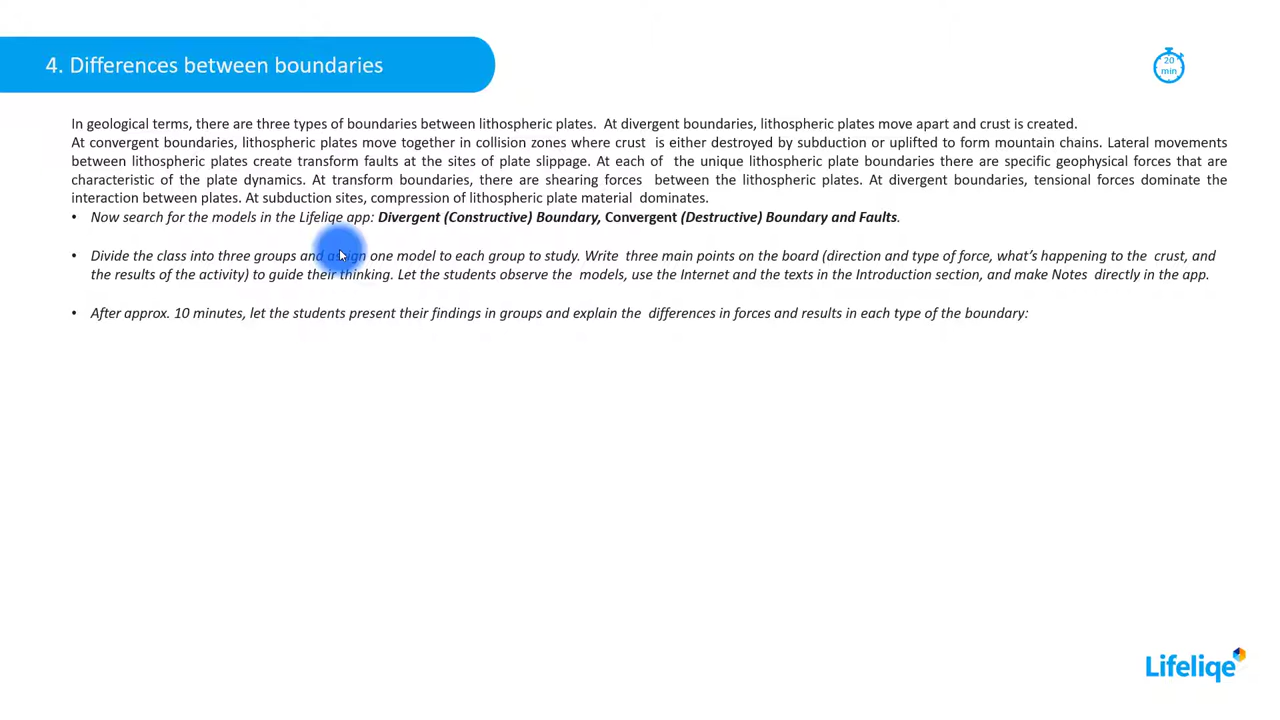 4. Differences between boundaries
20
min
In geological terms, there are three types of boundaries between lithospheric plates. At divergent boundaries, lithospheric plates move apart and crust is created.
At convergent boundaries, lithospheric plates move together in collision zones where crust is either destroyed by subduction or uplifted to form mountain chains. Lateral movements
between lithospheric plates create transform faults at the sites of plate slippage. At each of the unique lithospheric plate boundaries there are specific geophysical forces that are
characteristic of the plate dynamics. At transform boundaries, there are shearing forces between the lithospheric plates. At divergent boundaries, tensional forces dominate the
interaction between plates. At subduction sites, compression of lithospheric plate material dominates.
• Now search for the models in the Lifeliqe app: Divergent (Constructive) Boundary, Convergent (Destructive) Boundary and Faults.
• Divide the class into three groups and assign one model to each group to study. Write three main points on the board (direction and type of force, what's happening to the crust, and
the results of the activity) to guide their thinking. Let the students observe the models, use the Internet and the texts in the Introduction section, and make Notes directly in the app.
• After approx. 10 minutes, let the students present their findings in groups and explain the differences in forces and results in each type of the boundary:
Lifeliqe